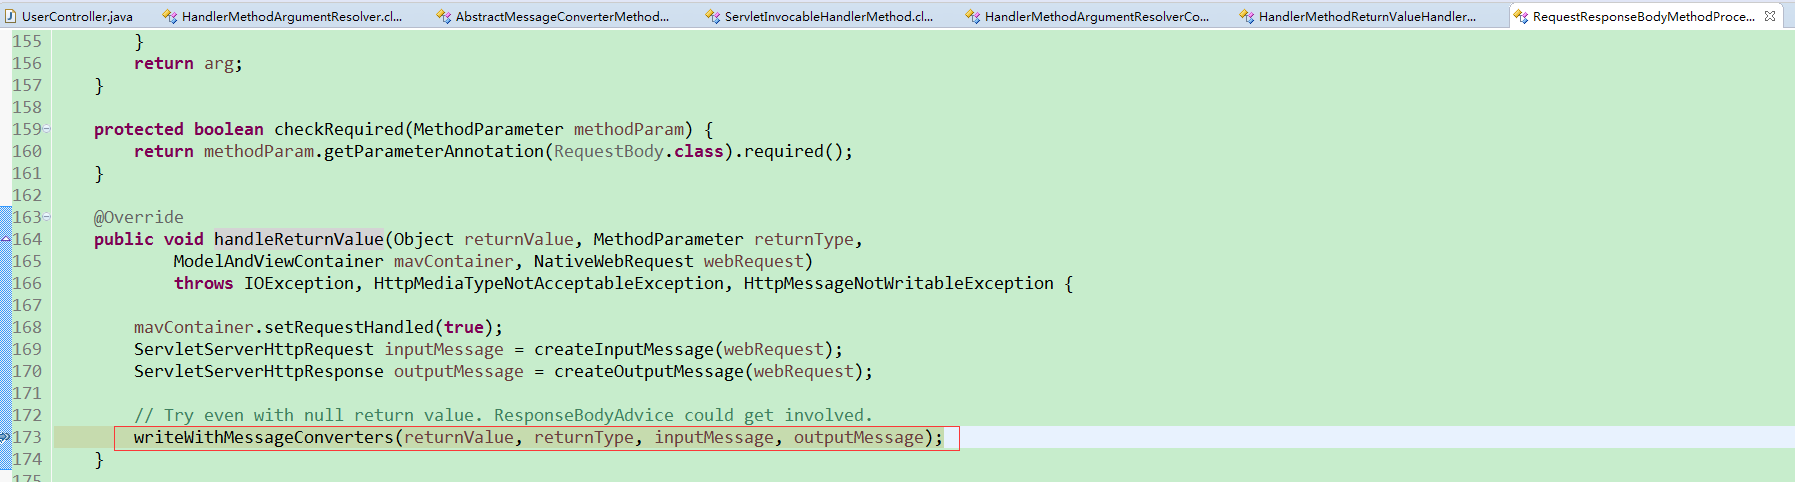 UserController.java HandlerMethodArgumentResolver.cl... AbstractMessageConverterMethod... ServletInvocableHandlerMethod.cl... HandlerMethodArgumentResolverCo... HandlerMethodReturnValueHandler... RequestResponseBodyMethodProce...
155 }
156 return arg;
157 }
158
159 protected boolean checkRequired(MethodParameter methodParam) {
160 return methodParam.getParameterAnnotation(RequestBody.class).required();
161 }
162
163 @Override
164 public void handleReturnValue(Object returnValue, MethodParameter returnType,
165 ModelAndViewContainer mavContainer, NativeWebRequest webRequest)
166 throws IOException, HttpMediaTypeNotAcceptableException, HttpMessageNotWritableException {
167
168 mavContainer.setRequestHandled(true);
169 ServletServerHttpRequest inputMessage = createInputMessage(webRequest);
170 ServletServerHttpResponse outputMessage = createOutputMessage(webRequest);
171
172 // Try even with null return value. ResponseBodyAdvice could get involved.
173 writeWithMessageConverters(returnValue, returnType, inputMessage, outputMessage);
174 }
175